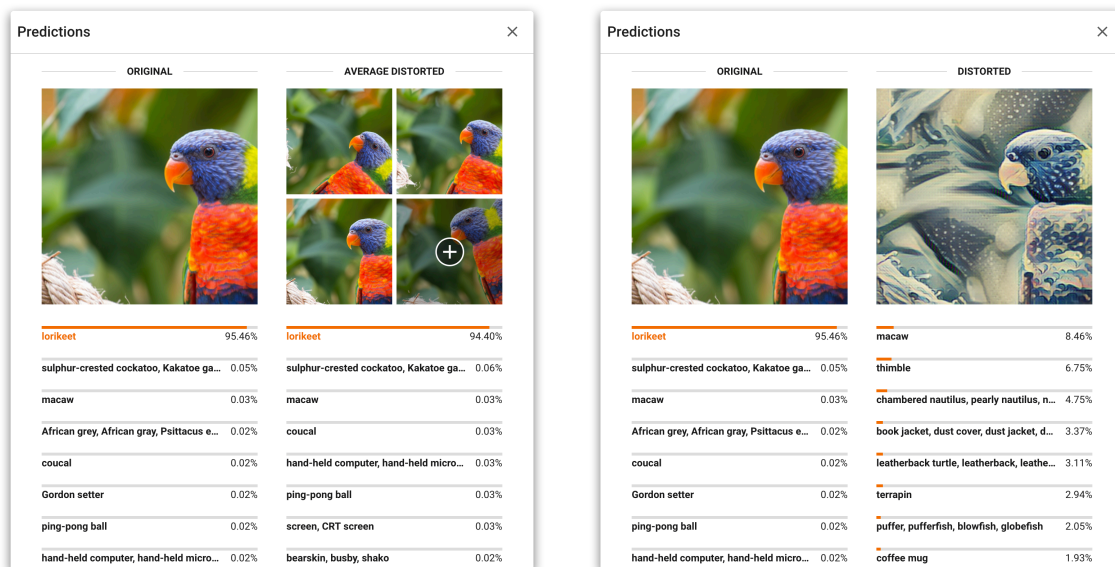 Predictions
ORIGINAL
AVERAGE DISTORTED
lorikeet 95.46%
sulphur-crested cockatoo, Kakatoe ga... 0.05%
macaw 0.03%
African grey, African gray, Psittacus e... 0.02%
coucal 0.02%
Gordon setter 0.02%
ping-pong ball 0.02%
hand-held computer, hand-held micro... 0.02%
lorikeet 94.40%
sulphur-crested cockatoo, Kakatoe ga... 0.06%
macaw 0.03%
coucal 0.03%
hand-held computer, hand-held micro... 0.03%
ping-pong ball 0.03%
screen, CRT screen 0.03%
bearskin, busby, shako 0.02%
Predictions
ORIGINAL
DISTORTED
lorikeet 95.46%
sulphur-crested cockatoo, Kakatoe ga... 0.05%
macaw 0.03%
African grey, African gray, Psittacus e... 0.02%
coucal 0.02%
Gordon setter 0.02%
ping-pong ball 0.02%
hand-held computer, hand-held micro... 0.02%
macaw 8.46%
thimble 6.75%
chambered nautilus, pearly nautilus, n... 4.75%
book jacket, dust cover, dust jacket, d... 3.37%
leatherback turtle, leatherback, leathe... 3.11%
terrapin 2.94%
puffer, pufferfish, blowfish, globefish 2.05%
coffee mug 1.93%